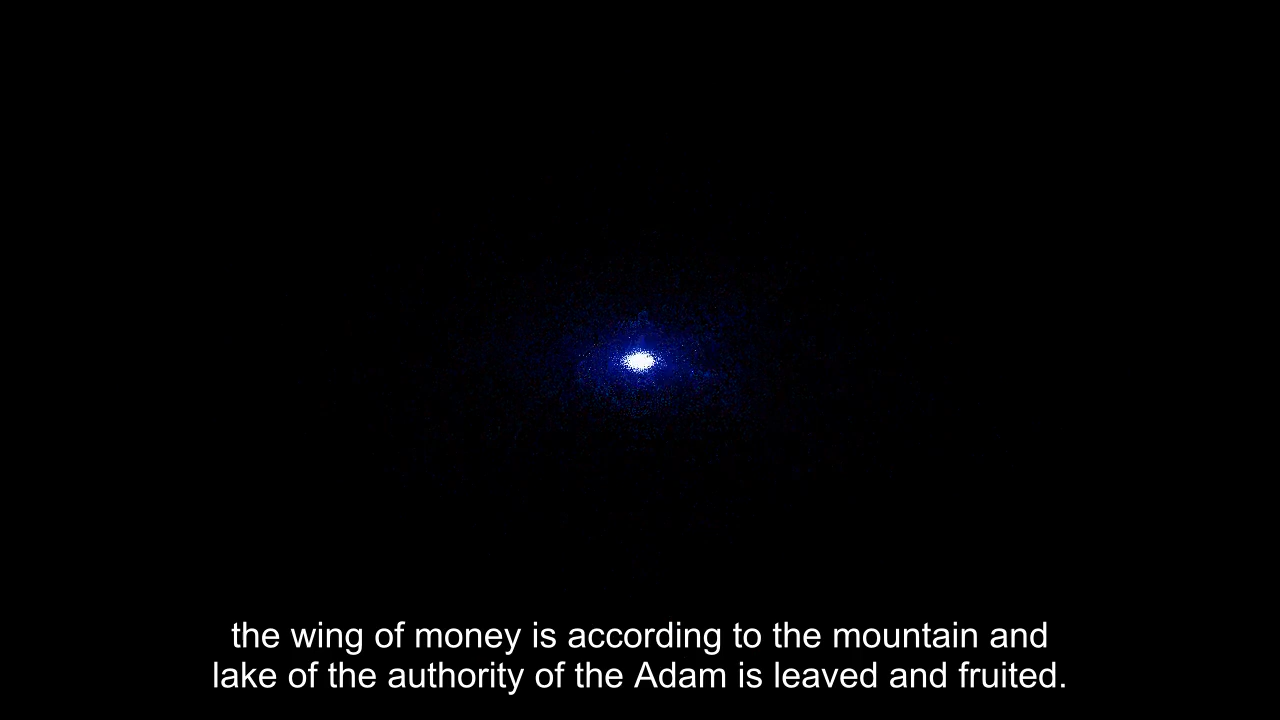 the wing of money is according to the mountain and
lake of the authority of the Adam is leaved and fruited.